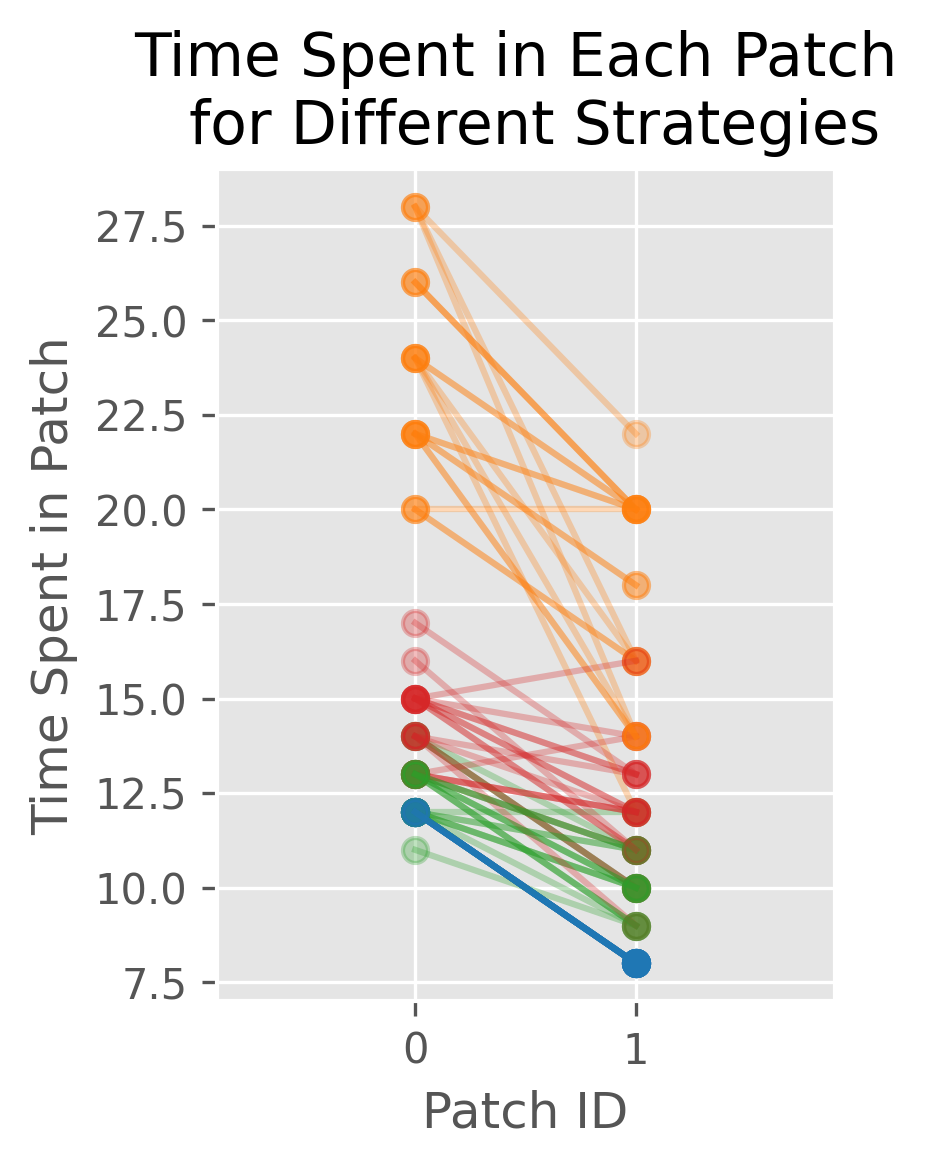 Time Spent in Each Patch
for Different Strategies
27.5
25.0
22.5
20.0
17.5
15.0
12.5
10.0
7.5
Time Spent in Patch
0 1
Patch ID